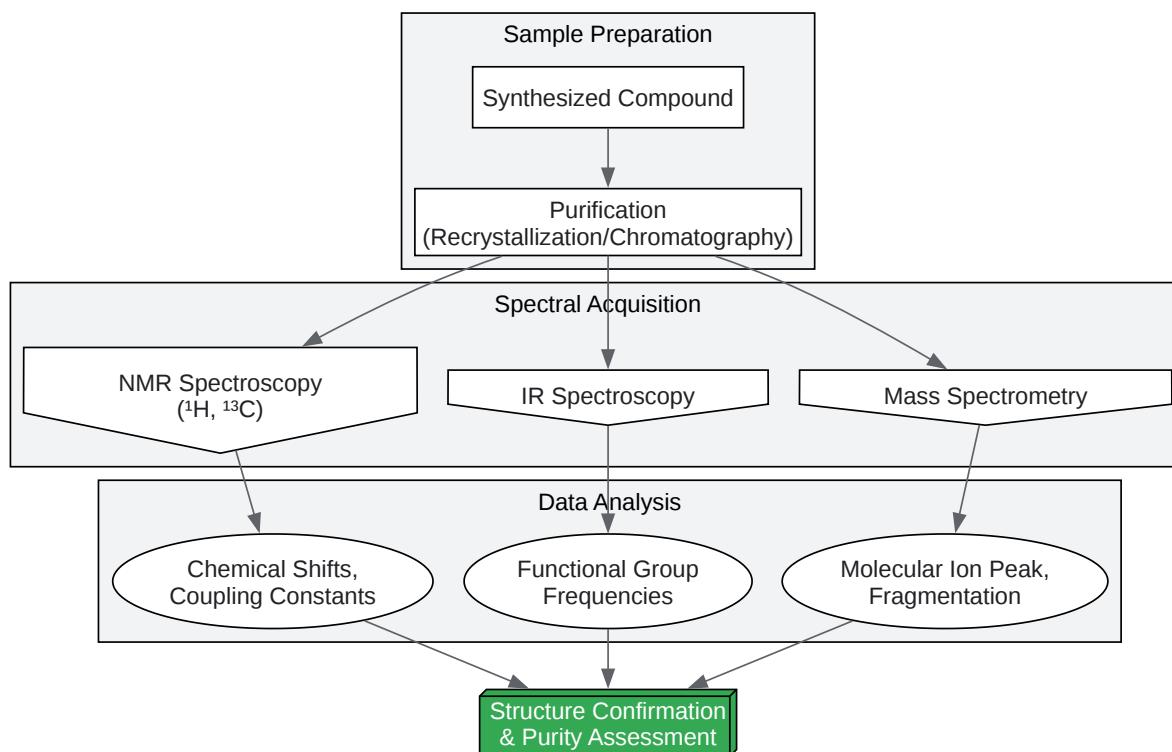 Sample Preparation
Synthesized Compound
Purification
(Recrystallization/Chromatography)
Spectral Acquisition
NMR Spectroscopy
(¹H, ¹³C)
IR Spectroscopy
Mass Spectrometry
Data Analysis
Chemical Shifts,
Coupling Constants
Functional Group
Frequencies
Molecular Ion Peak,
Fragmentation
Structure Confirmation
& Purity Assessment